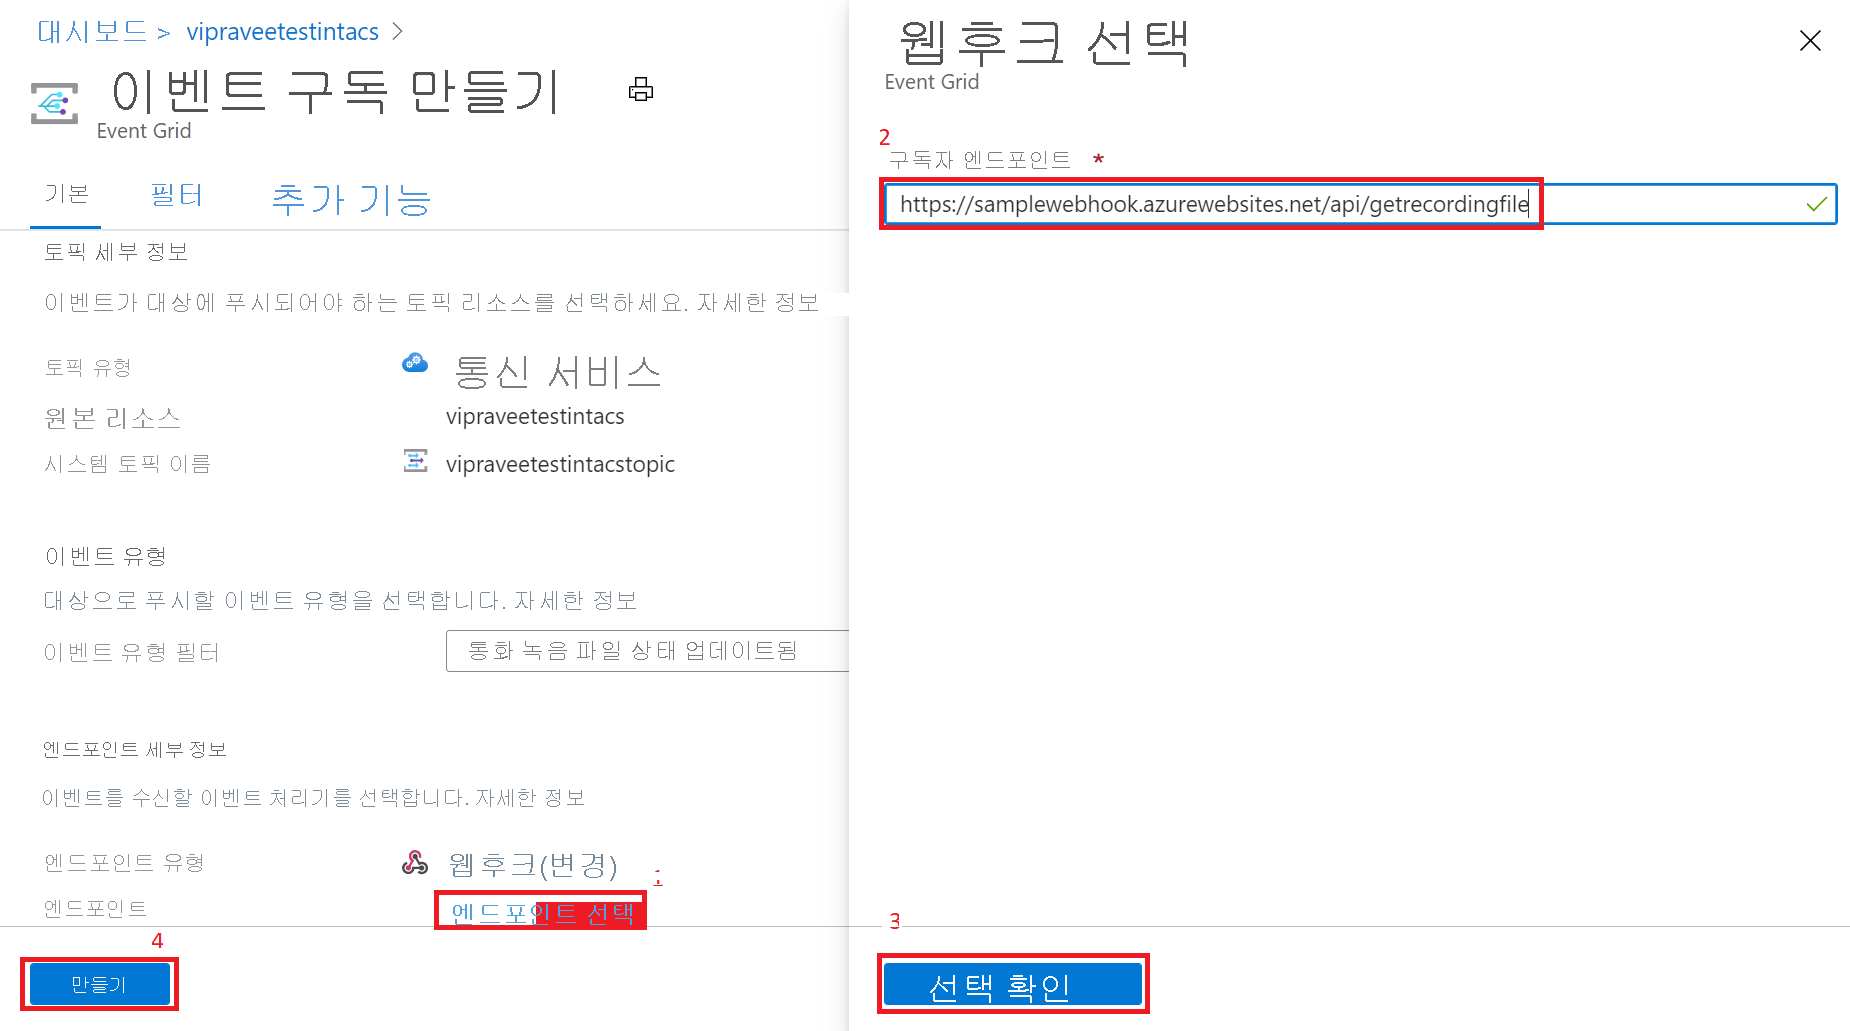 대시보드 > vipraveetestintacs >
이벤트 구독 만들기
Event Grid
기본 필터 추가 기능
토픽 세부 정보
이벤트가 대상에 푸시되어야 하는 토픽 리소스를 선택하세요. 자세한 정보
토픽 유형 통신 서비스
원본 리소스 vipraveetestintacs
시스템 토픽 이름 vipraveetestintacstopic
이벤트 유형
대상으로 푸시할 이벤트 유형을 선택합니다. 자세한 정보
이벤트 유형 필터 통화 녹음 파일 상태 업데이트됨
엔드포인트 세부 정보
이벤트를 수신할 이벤트 처리기를 선택합니다. 자세한 정보
엔드포인트 유형 웹후크(변경)
1
엔드포인트 엔드포인트 선택
4
만들기
웹후크 선택
Event Grid
2
구독자 엔드포인트 *
https://samplewebhook.azurewebsites.net/api/getrecordingfile
3
선택 확인